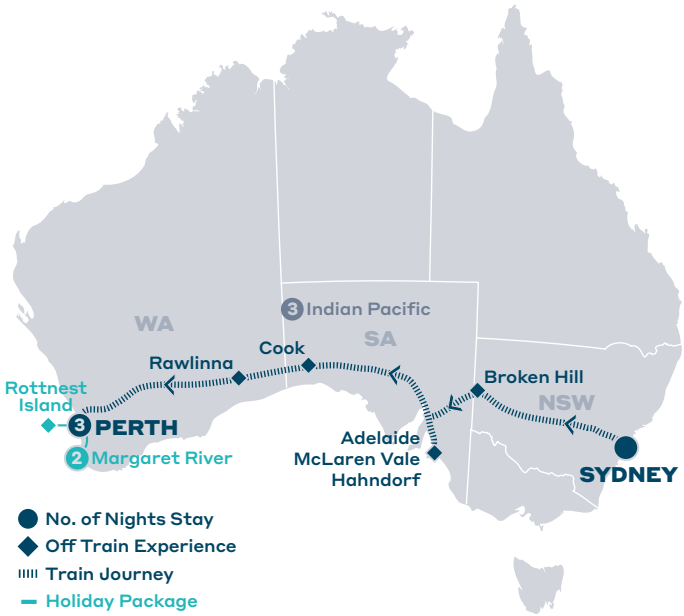 3 Indian Pacific
WA
SA
Cook
Rawlinna
Broken Hill
NSW
Rottnest
Island
3 PERTH
2 Margaret River
Adelaide
McLaren Vale
Hahndorf
SYDNEY
No. of Nights Stay
Off Train Experience
Train Journey
Holiday Package